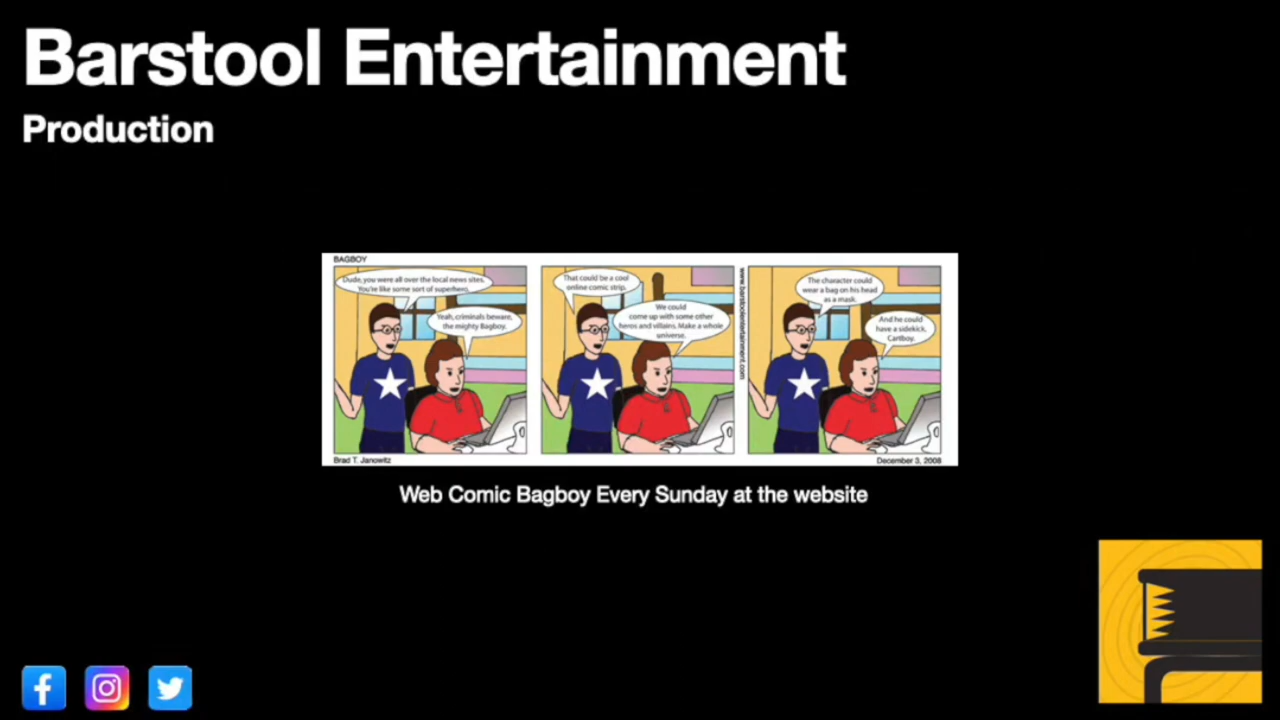 Barstool Entertainment
Production
BAGBOY
Dude, you were all over the local news sites.
You're like some sort of superhero.
Yeah, criminals beware,
the mighty Bagboy.
That could be a cool
online comic strip.
We could
come up with some other
heros and villains. Make a whole
universe.
www.barstoolentertainment.com
The character could
wear a bag on his head
as a mask.
And he could
have a sidekick,
Cartboy.
Brad T. Janowitz
December 3, 2008
Web Comic Bagboy Every Sunday at the website